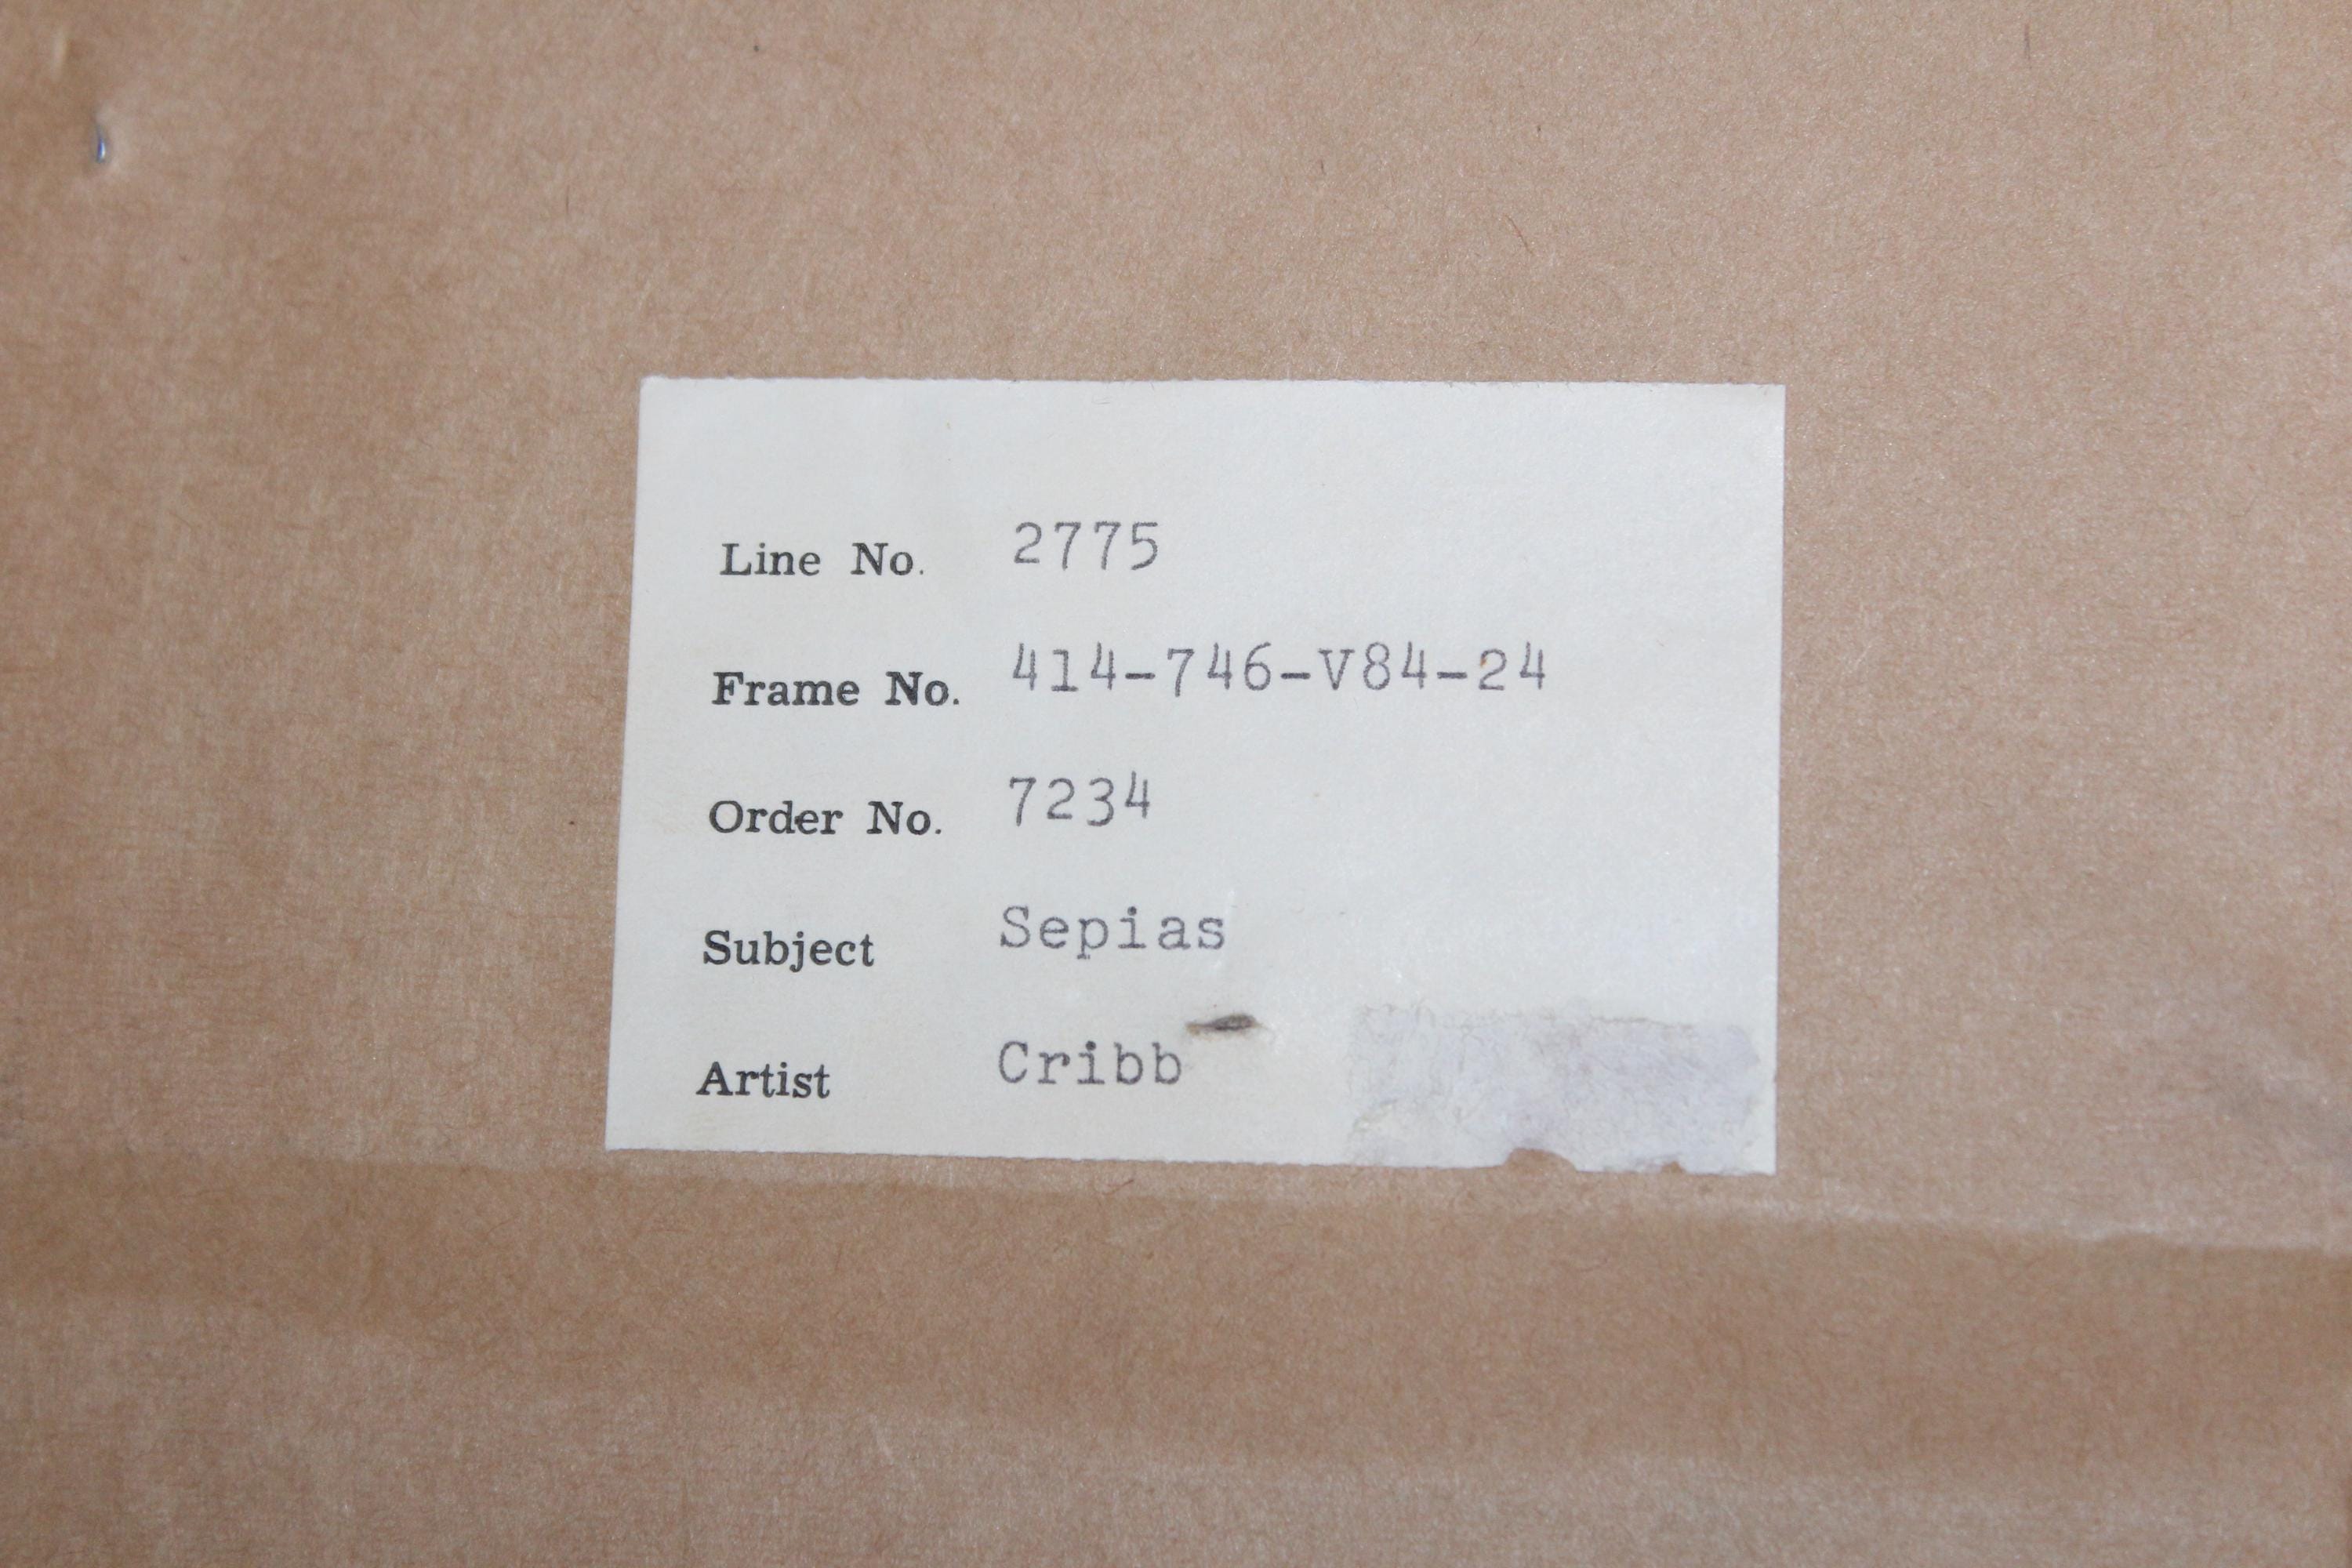 Line No. 2775
Frame No. 414-746-V84-24
Order No. 7234
Subject Sepias
Artist Cribb